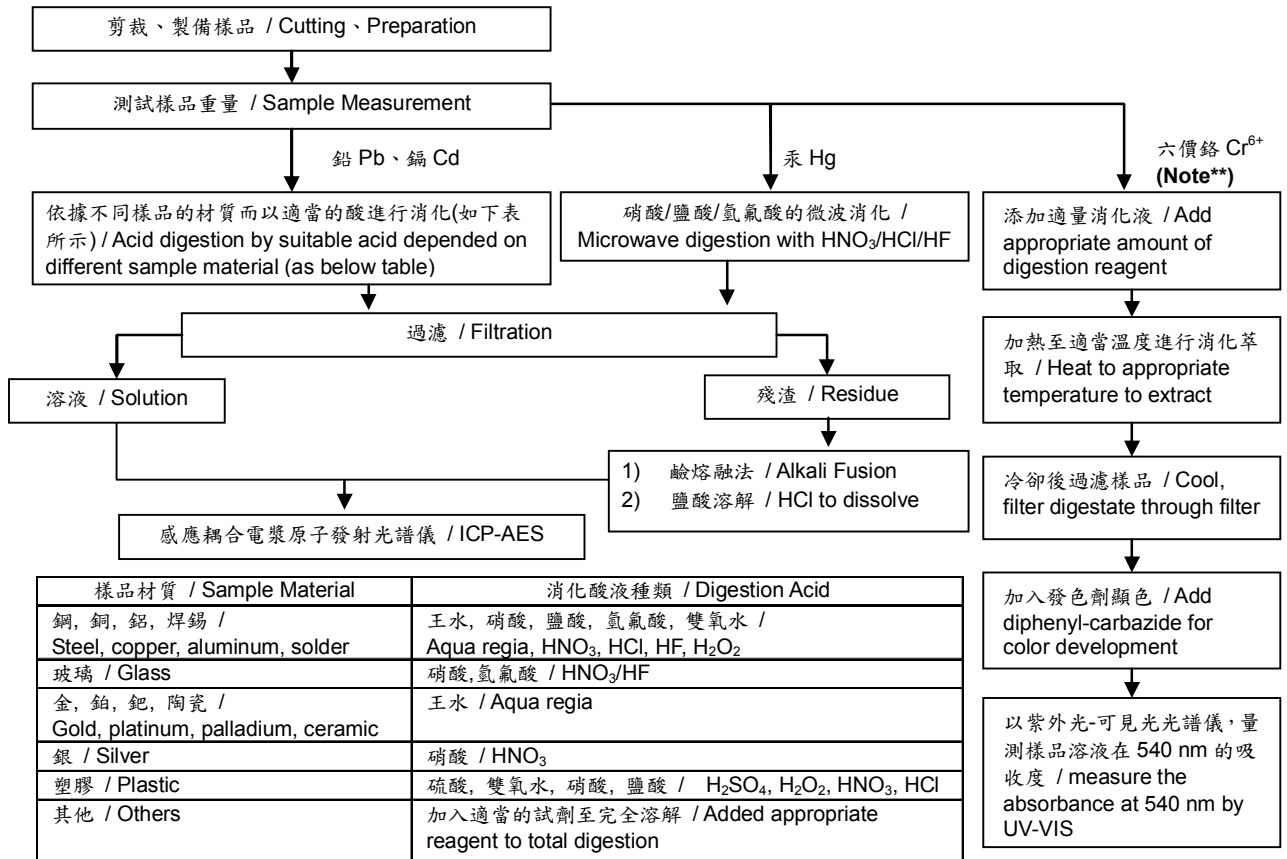 剪裁、製備樣品 / Cutting、Preparation
測試樣品重量 / Sample Measurement
鉛 Pb、鎘 Cd
汞 Hg
六價鉻 Cr⁶⁺
(Note**)
依據不同樣品的材質而以適當的酸進行消化(如下表
所示) / Acid digestion by suitable acid depended on
different sample material (as below table)
硝酸/鹽酸/氫氟酸的微波消化 /
Microwave digestion with HNO₃/HCl/HF
添加適量消化液 / Add
appropriate amount of
digestion reagent
過濾 / Filtration
加熱至適當溫度進行消化萃
取 / Heat to appropriate
temperature to extract
溶液 / Solution
殘渣 / Residue
1) 鹼熔融法 / Alkali Fusion
2) 鹽酸溶解 / HCl to dissolve
冷卻後過濾樣品 / Cool,
filter digestate through filter
感應耦合電漿原子發射光譜儀 / ICP-AES
加入發色劑顯色 / Add
diphenyl-carbazide for
color development
以紫外光-可見光光譜儀,量
測樣品溶液在 540 nm 的吸
收度 / measure the
absorbance at 540 nm by
UV-VIS
樣品材質 / Sample Material
消化酸液種類 / Digestion Acid
鋼, 銅, 鋁, 焊錫 /
Steel, copper, aluminum, solder
王水, 硝酸, 鹽酸, 氫氟酸, 雙氧水 /
Aqua regia, HNO₃, HCl, HF, H₂O₂
玻璃 / Glass
硝酸,氫氟酸 / HNO₃/HF
金, 鉑, 鈀, 陶瓷 /
Gold, platinum, palladium, ceramic
王水 / Aqua regia
銀 / Silver
硝酸 / HNO₃
塑膠 / Plastic
硫酸, 雙氧水, 硝酸, 鹽酸 / H₂SO₄, H₂O₂, HNO₃, HCl
其他 / Others
加入適當的試劑至完全溶解 / Added appropriate
reagent to total digestion